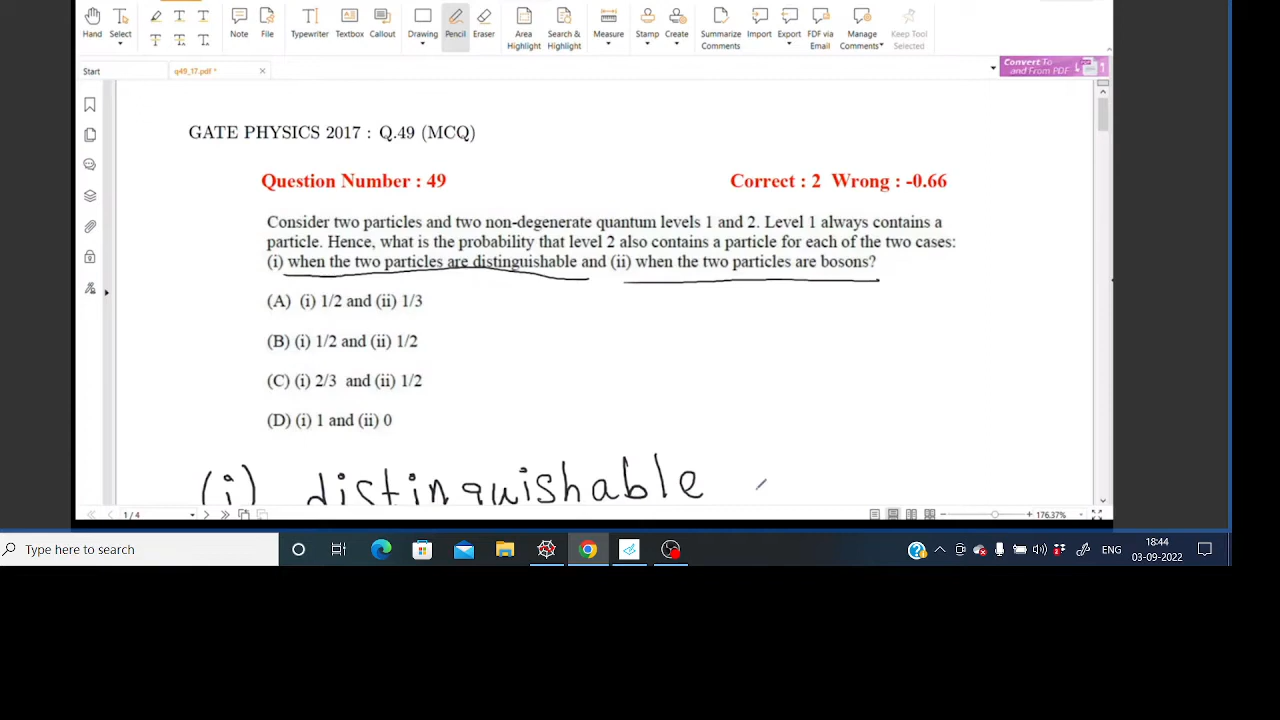 Hand Select Note File Typewriter Textbox Callout Drawing Pencil Eraser Area Highlight Search & Highlight Measure Stamp Create Summarize Comments Import Export FDF via Email Manage Comments Keep Tool Selected
Start q49_17.pdf * Convert To and From PDF
GATE PHYSICS 2017 : Q.49 (MCQ)
Question Number : 49 Correct : 2 Wrong : -0.66
Consider two particles and two non-degenerate quantum levels 1 and 2. Level 1 always contains a
particle. Hence, what is the probability that level 2 also contains a particle for each of the two cases:
(i) when the two particles are distinguishable and (ii) when the two particles are bosons?
(A) (i) 1/2 and (ii) 1/3
(B) (i) 1/2 and (ii) 1/2
(C) (i) 2/3 and (ii) 1/2
(D) (i) 1 and (ii) 0
(i) distinquishable
1 / 4 176.37%
Type here to search ENG 18:44
03-09-2022